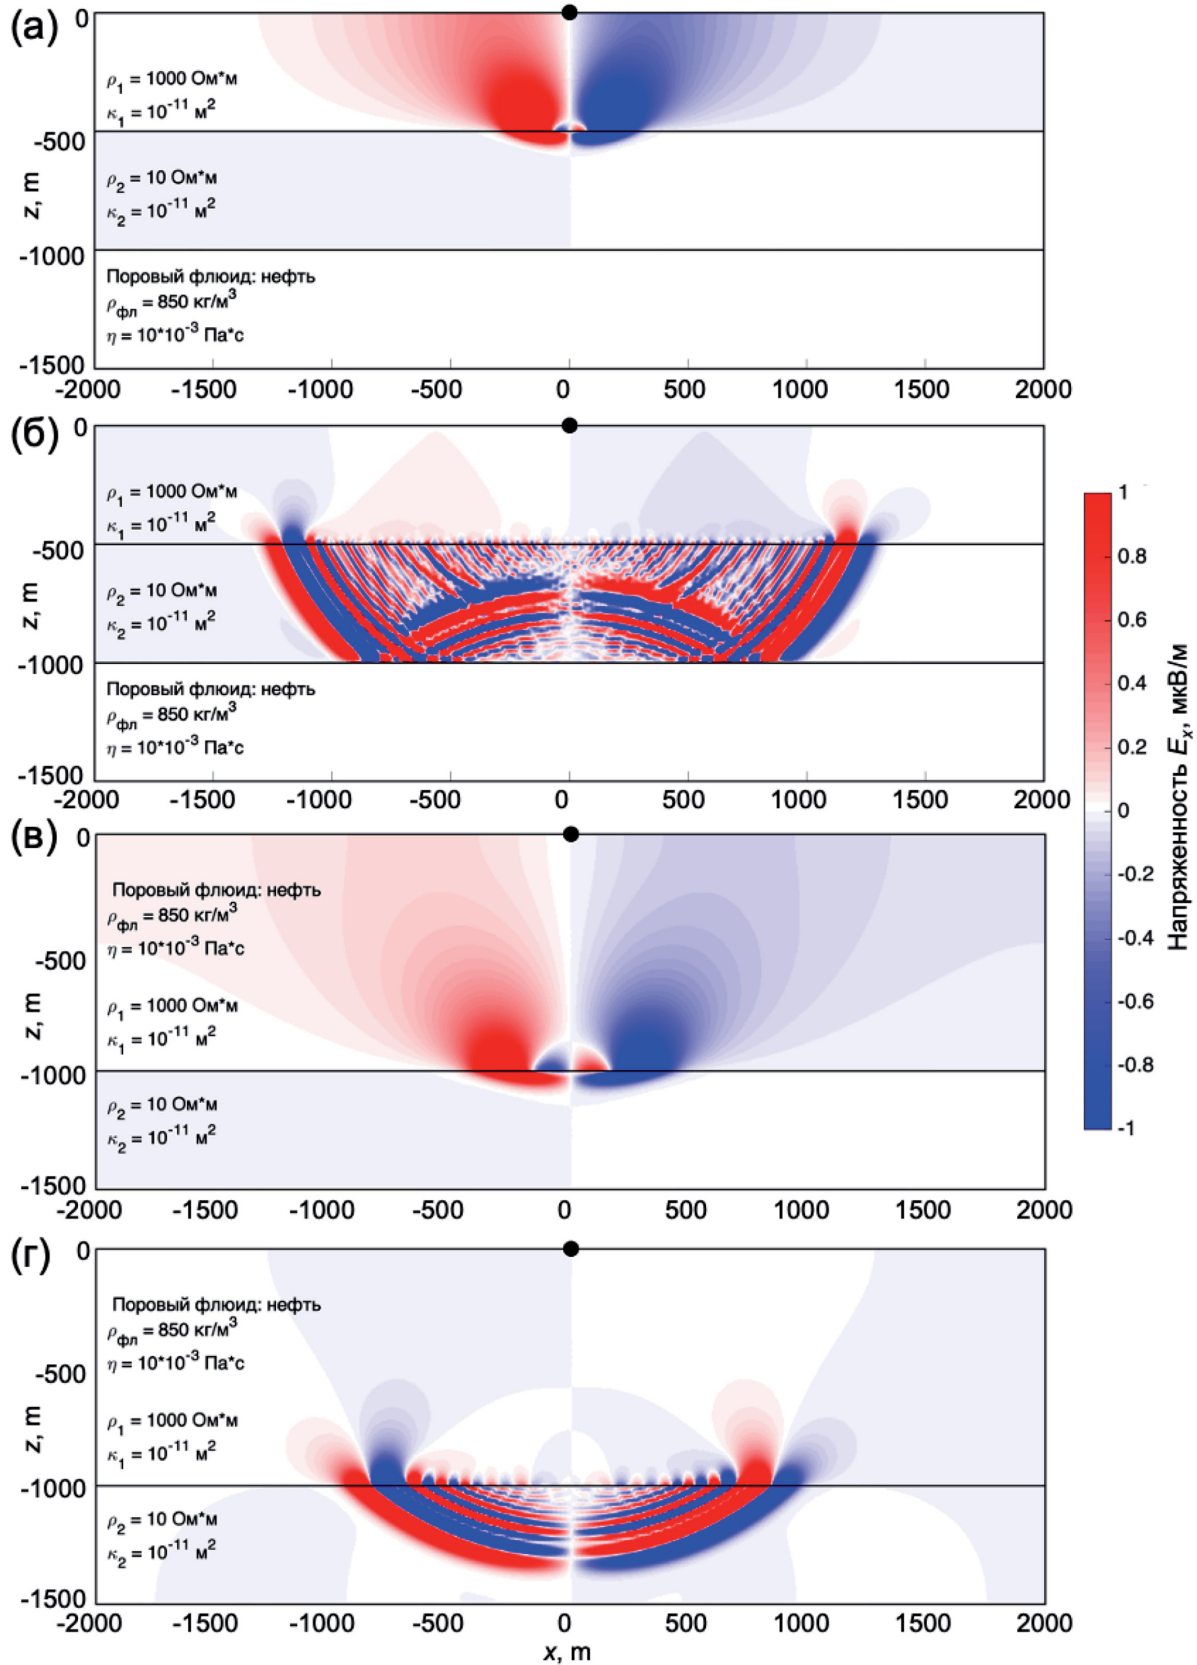 (а)
0
ρ₁ = 1000 Ом*м
κ₁ = 10⁻¹¹ м²
-500
ρ₂ = 10 Ом*м
κ₂ = 10⁻¹¹ м²
z, m
-1000
Поровый флюид: нефть
ρфл = 850 кг/м³
η = 10*10⁻³ Па*с
-1500
-2000 -1500 -1000 -500 0 500 1000 1500 2000
(б)
0
ρ₁ = 1000 Ом*м
κ₁ = 10⁻¹¹ м²
-500
ρ₂ = 10 Ом*м
κ₂ = 10⁻¹¹ м²
z, m
-1000
Поровый флюид: нефть
ρфл = 850 кг/м³
η = 10*10⁻³ Па*с
-1500
-2000 -1500 -1000 -500 0 500 1000 1500 2000
(в)
0
Поровый флюид: нефть
ρфл = 850 кг/м³
η = 10*10⁻³ Па*с
-500
ρ₁ = 1000 Ом*м
κ₁ = 10⁻¹¹ м²
z, m
-1000
ρ₂ = 10 Ом*м
κ₂ = 10⁻¹¹ м²
-1500
-2000 -1500 -1000 -500 0 500 1000 1500 2000
(г)
0
Поровый флюид: нефть
ρфл = 850 кг/м³
η = 10*10⁻³ Па*с
-500
ρ₁ = 1000 Ом*м
κ₁ = 10⁻¹¹ м²
z, m
-1000
ρ₂ = 10 Ом*м
κ₂ = 10⁻¹¹ м²
-1500
-2000 -1500 -1000 -500 0 500 1000 1500 2000
x, m
1
0.8
0.6
0.4
0.2
0
-0.2
-0.4
-0.6
-0.8
-1
Напряженность Eₓ, мкВ/м